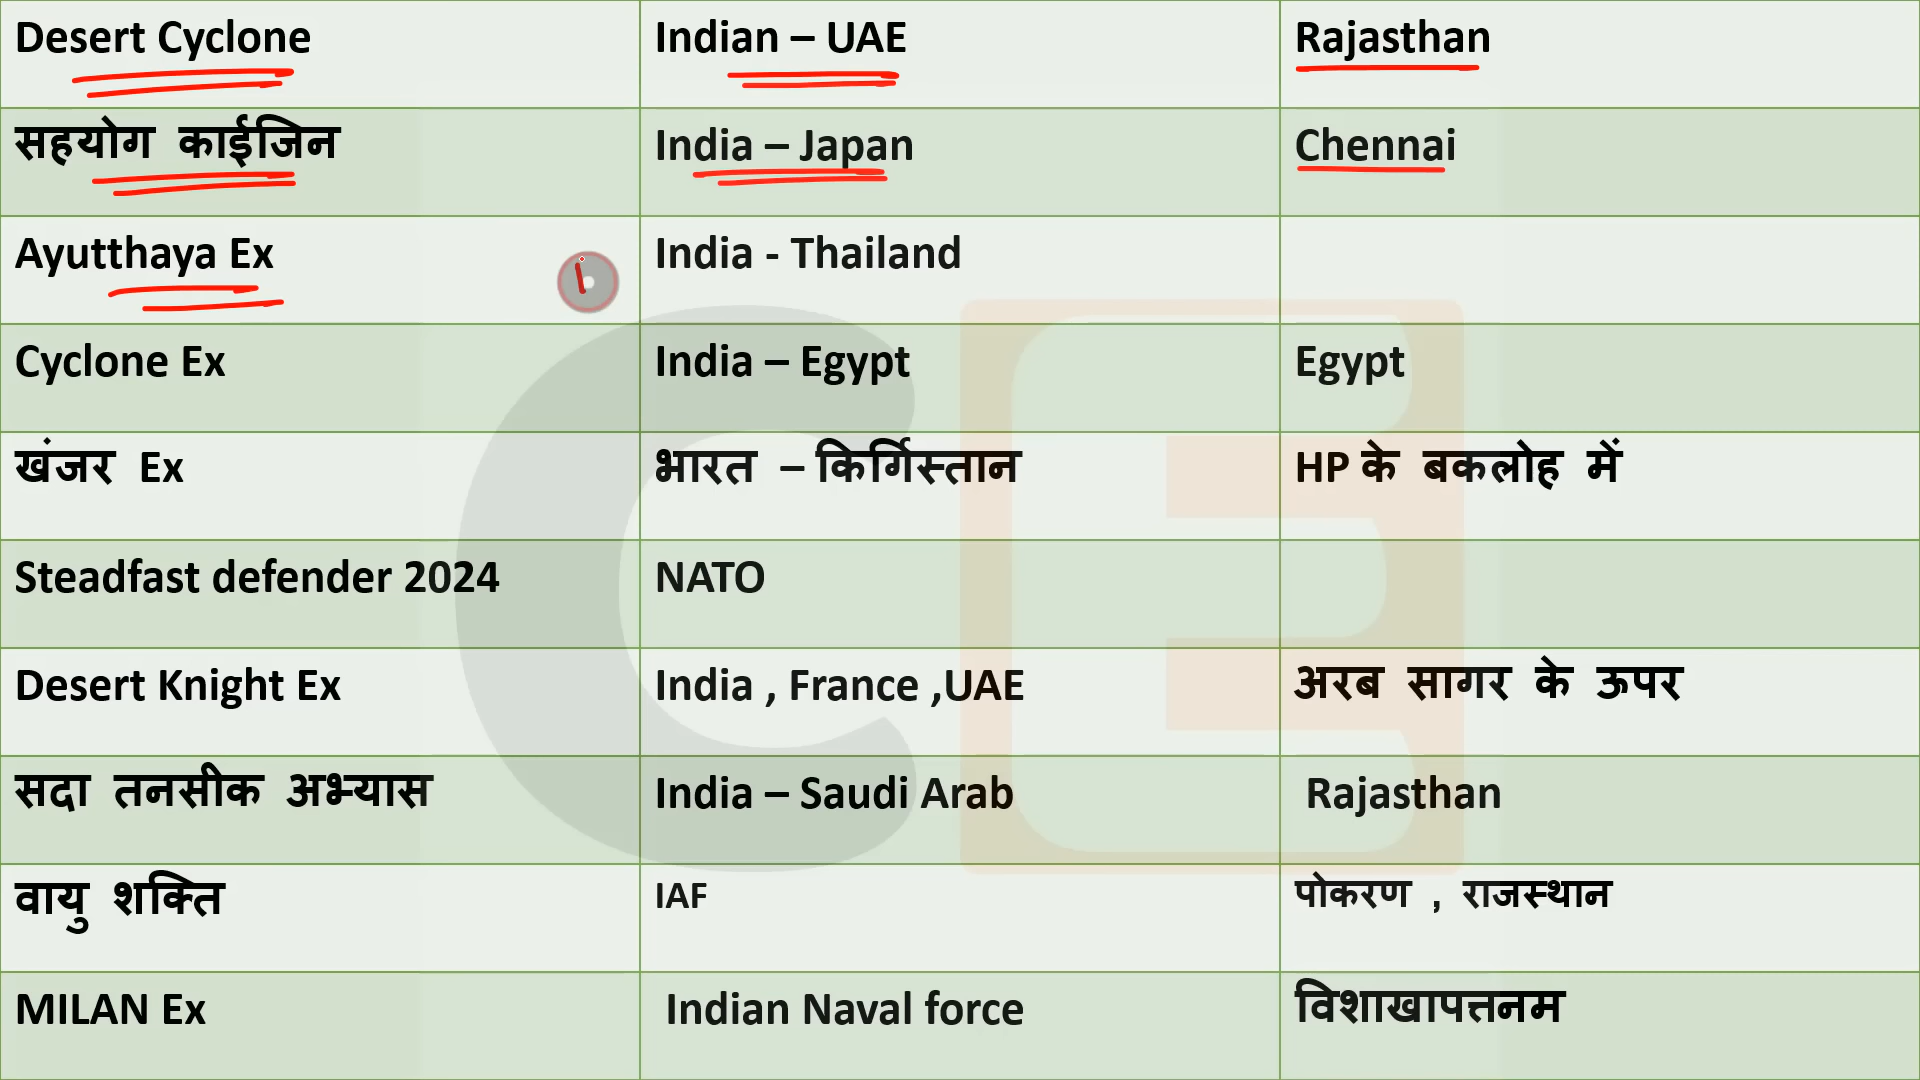 Desert Cyclone Indian – UAE Rajasthan
सहयोग काईजिन India – Japan Chennai
Ayutthaya Ex India - Thailand
Cyclone Ex India – Egypt Egypt
खंजर Ex भारत – किर्गिस्तान HP के बकलोह में
Steadfast defender 2024 NATO
Desert Knight Ex India , France ,UAE अरब सागर के ऊपर
सदा तनसीक अभ्यास India – Saudi Arab Rajasthan
वायु शक्ति IAF पोकरण , राजस्थान
MILAN Ex Indian Naval force विशाखापत्तनम